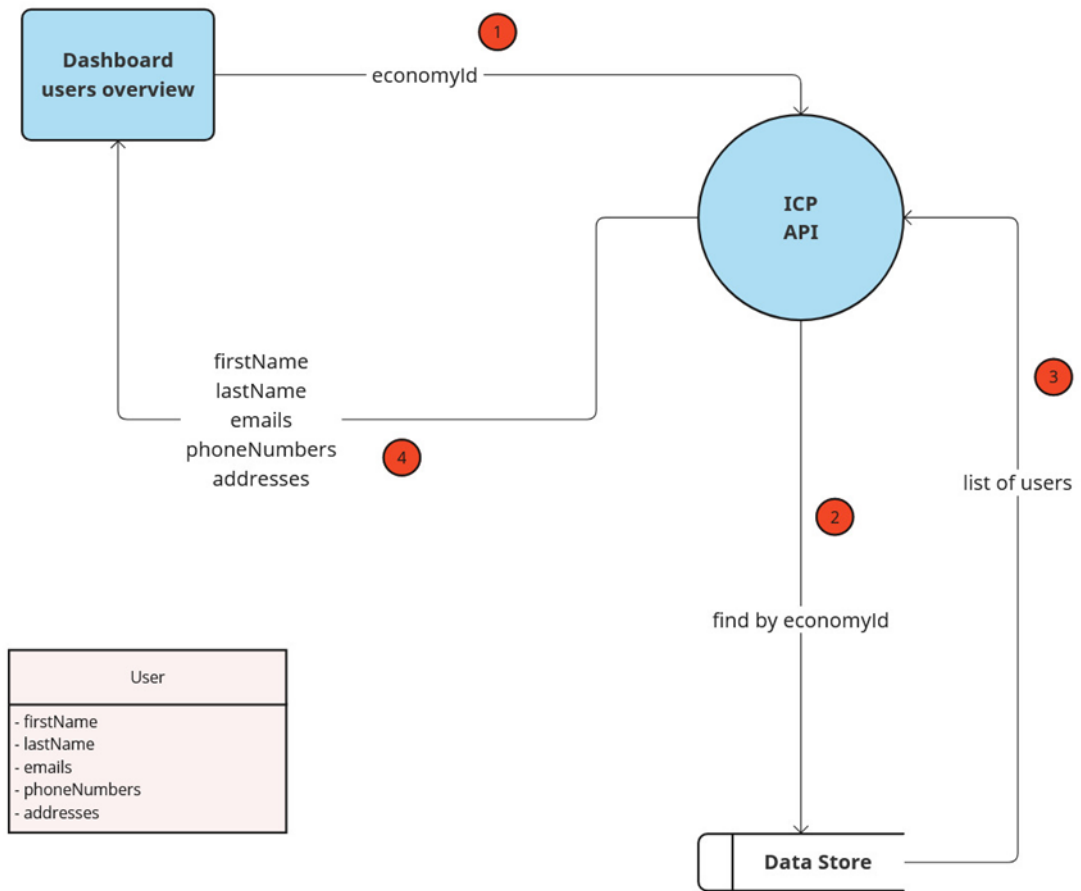 Dashboard
users overview
1
economyId
ICP
API
firstName
lastName
emails
phoneNumbers
addresses
4
3
list of users
2
find by economyId
User
- firstName
- lastName
- emails
- phoneNumbers
- addresses
Data Store